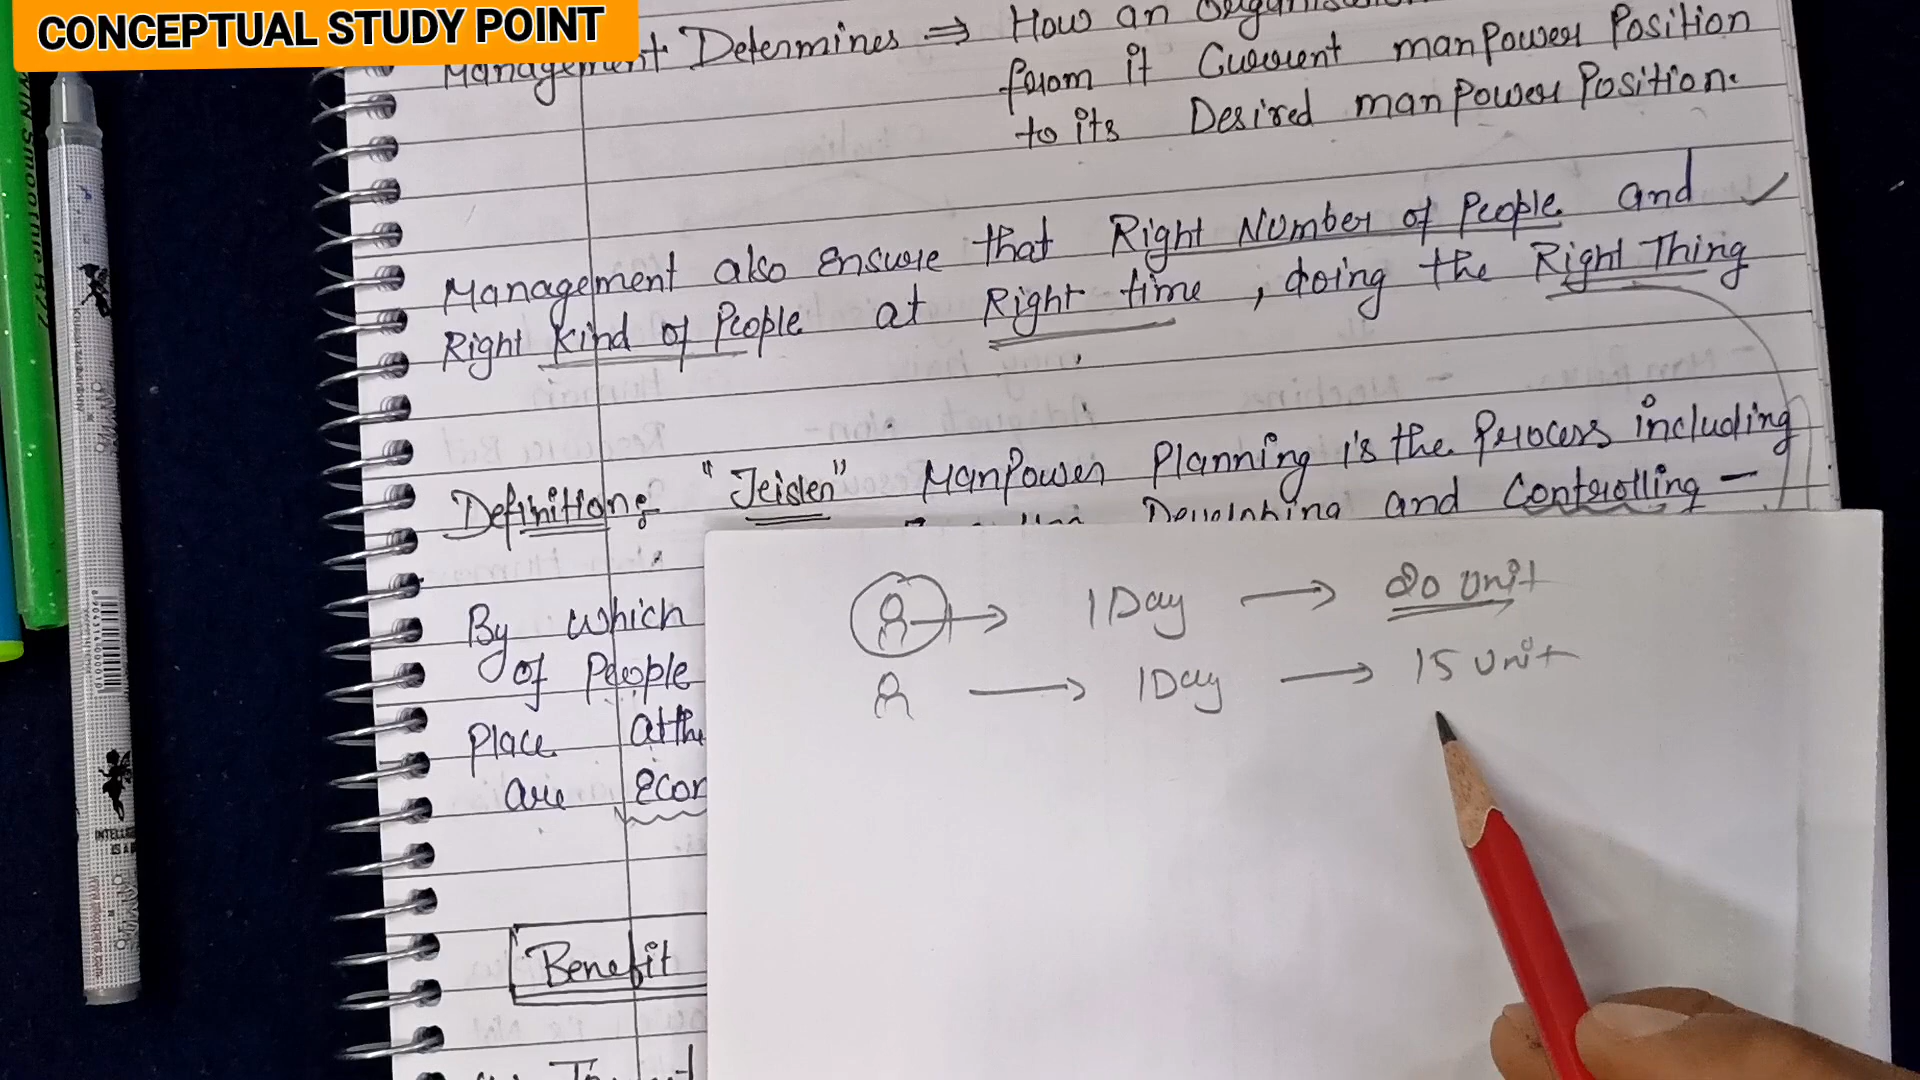 CONCEPTUAL STUDY POINT
Management Determines ⇒ How an Organisation
from it Current manpower Position
to its Desired manpower Position.
Management also ensure that Right Number of People and ✓
Right kind of People at Right time, doing the Right Thing
Definition:- "Jeisler" ManPower Planning is the Process including
Developing and Controlling -
By which
of People
Place at the
are
1 Day → 20 Unit
1 Day → 15 Unit
Benefit